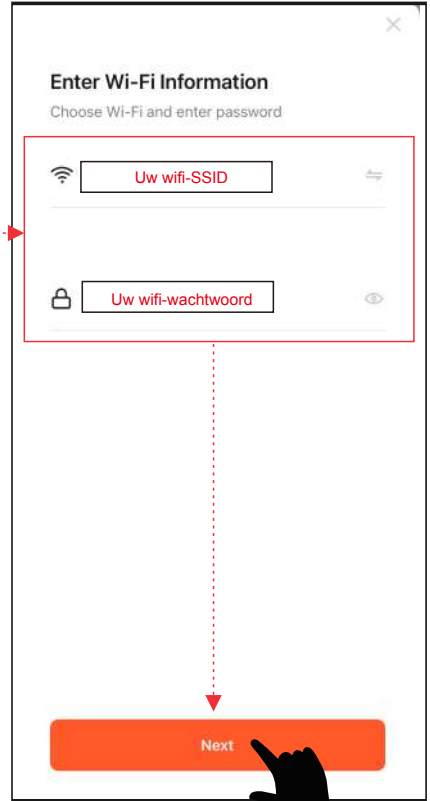 Enter Wi-Fi Information
Choose Wi-Fi and enter password
Uw wifi-SSID
Uw wifi-wachtwoord
Next